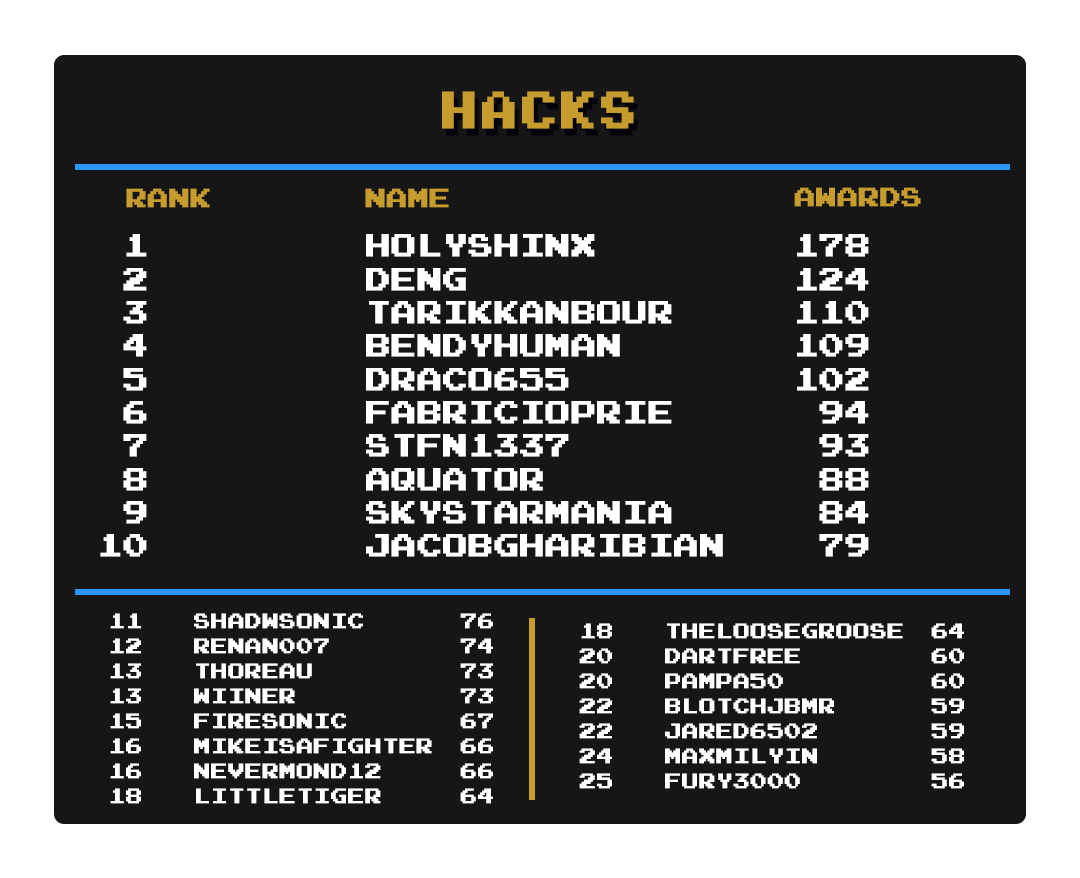 HACKS
RANK NAME AWARDS
1 HOLYSHINX 178
2 DENG 124
3 TARIKKANBOUR 110
4 BENDYHUMAN 109
5 DRACO655 102
6 FABRICIOPRIE 94
7 STFN1337 93
8 AQUATOR 88
9 SKYSTARMANIA 84
10 JACOBGHARIBIAN 79
11 SHADWSONIC 76
12 RENAN007 74
13 THOREAU 73
13 WIINER 73
15 FIRESONIC 67
16 MIKEISAFIGHTER 66
16 NEVERMOND12 66
18 LITTLETIGER 64
18 THELOOSEGROOSE 64
20 DARTFREE 60
20 PAMPA50 60
22 BLOTCHJBMR 59
22 JARED6502 59
24 MAXMILYIN 58
25 FURY3000 56